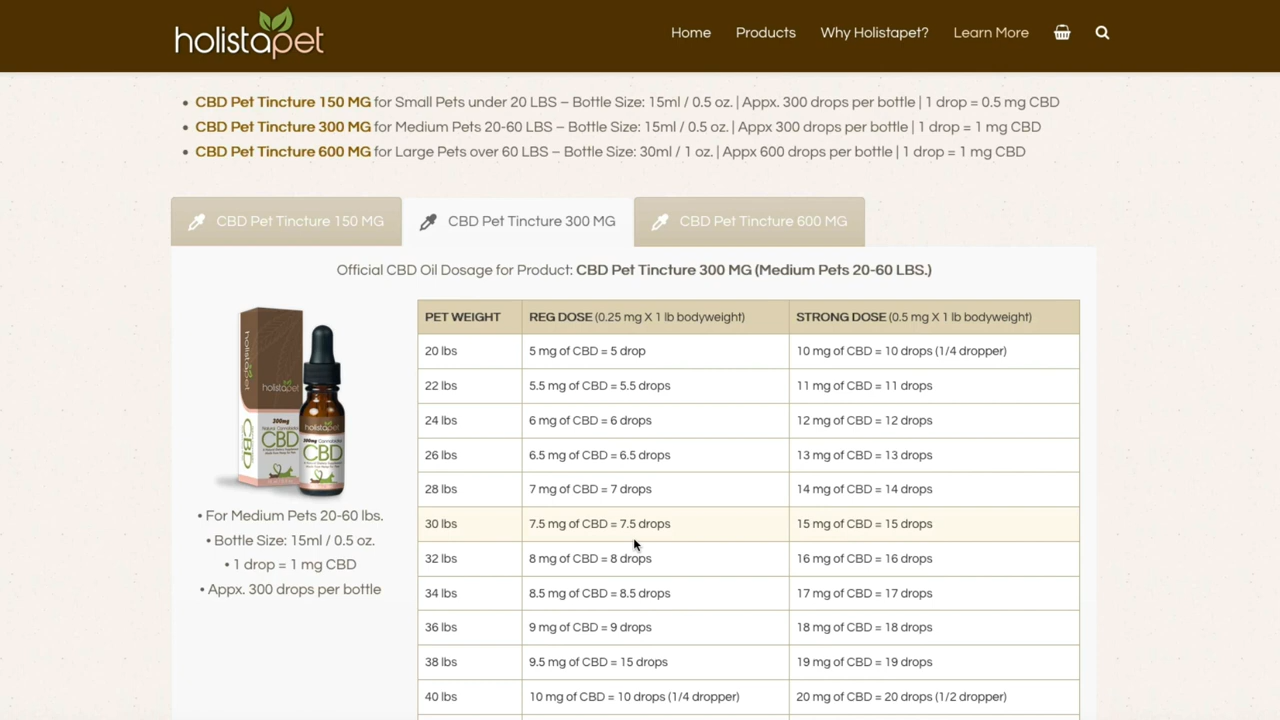 holistapet
Home Products Why Holistapet? Learn More
• CBD Pet Tincture 150 MG for Small Pets under 20 LBS – Bottle Size: 15ml / 0.5 oz. | Appx. 300 drops per bottle | 1 drop = 0.5 mg CBD
• CBD Pet Tincture 300 MG for Medium Pets 20-60 LBS – Bottle Size: 15ml / 0.5 oz. | Appx 300 drops per bottle | 1 drop = 1 mg CBD
• CBD Pet Tincture 600 MG for Large Pets over 60 LBS – Bottle Size: 30ml / 1 oz. | Appx 600 drops per bottle | 1 drop = 1 mg CBD
CBD Pet Tincture 150 MG CBD Pet Tincture 300 MG CBD Pet Tincture 600 MG
Official CBD Oil Dosage for Product: CBD Pet Tincture 300 MG (Medium Pets 20-60 LBS.)
holistapet
holistapet
300mg
CBD
CBD
holistapet
300mg
CBD
• For Medium Pets 20-60 lbs.
• Bottle Size: 15ml / 0.5 oz.
• 1 drop = 1 mg CBD
• Appx. 300 drops per bottle
PET WEIGHT REG DOSE (0.25 mg X 1 lb bodyweight) STRONG DOSE (0.5 mg X 1 lb bodyweight)
20 lbs 5 mg of CBD = 5 drop 10 mg of CBD = 10 drops (1/4 dropper)
22 lbs 5.5 mg of CBD = 5.5 drops 11 mg of CBD = 11 drops
24 lbs 6 mg of CBD = 6 drops 12 mg of CBD = 12 drops
26 lbs 6.5 mg of CBD = 6.5 drops 13 mg of CBD = 13 drops
28 lbs 7 mg of CBD = 7 drops 14 mg of CBD = 14 drops
30 lbs 7.5 mg of CBD = 7.5 drops 15 mg of CBD = 15 drops
32 lbs 8 mg of CBD = 8 drops 16 mg of CBD = 16 drops
34 lbs 8.5 mg of CBD = 8.5 drops 17 mg of CBD = 17 drops
36 lbs 9 mg of CBD = 9 drops 18 mg of CBD = 18 drops
38 lbs 9.5 mg of CBD = 15 drops 19 mg of CBD = 19 drops
40 lbs 10 mg of CBD = 10 drops (1/4 dropper) 20 mg of CBD = 20 drops (1/2 dropper)